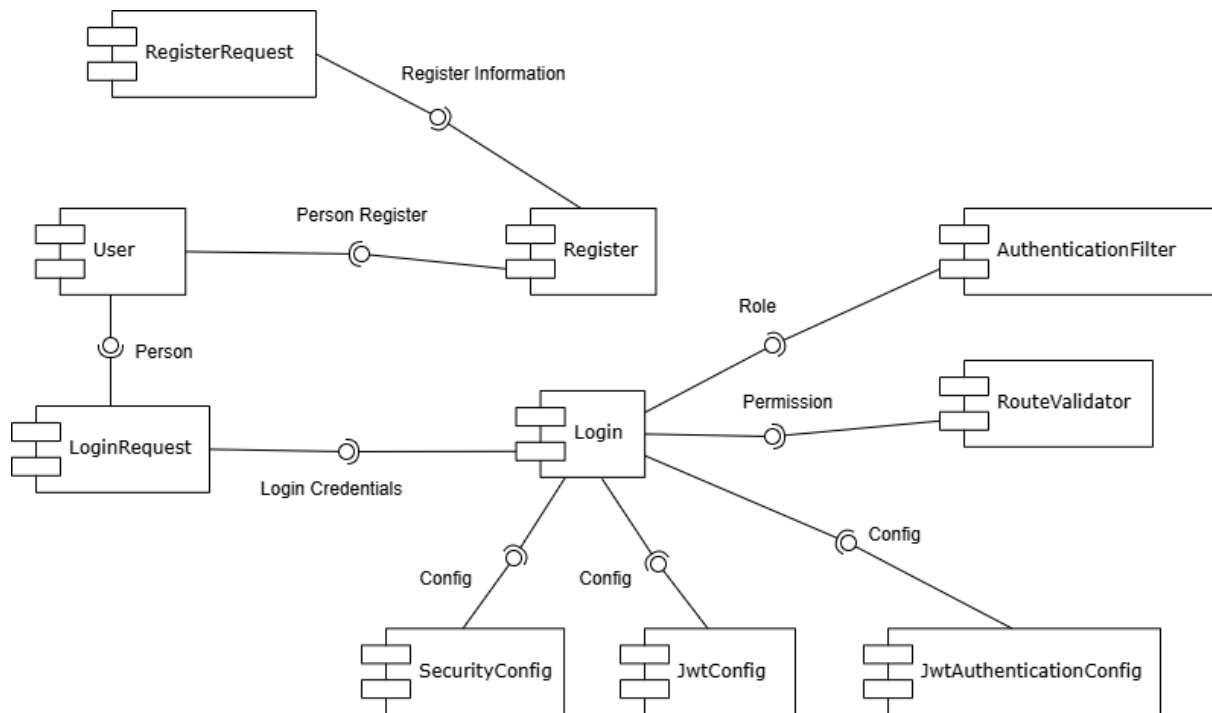 RegisterRequest
Register Information
Person Register
User
Register
AuthenticationFilter
Role
Person
Permission
RouteValidator
LoginRequest
Login
Login Credentials
Config
Config
Config
SecurityConfig
JwtConfig
JwtAuthenticationConfig